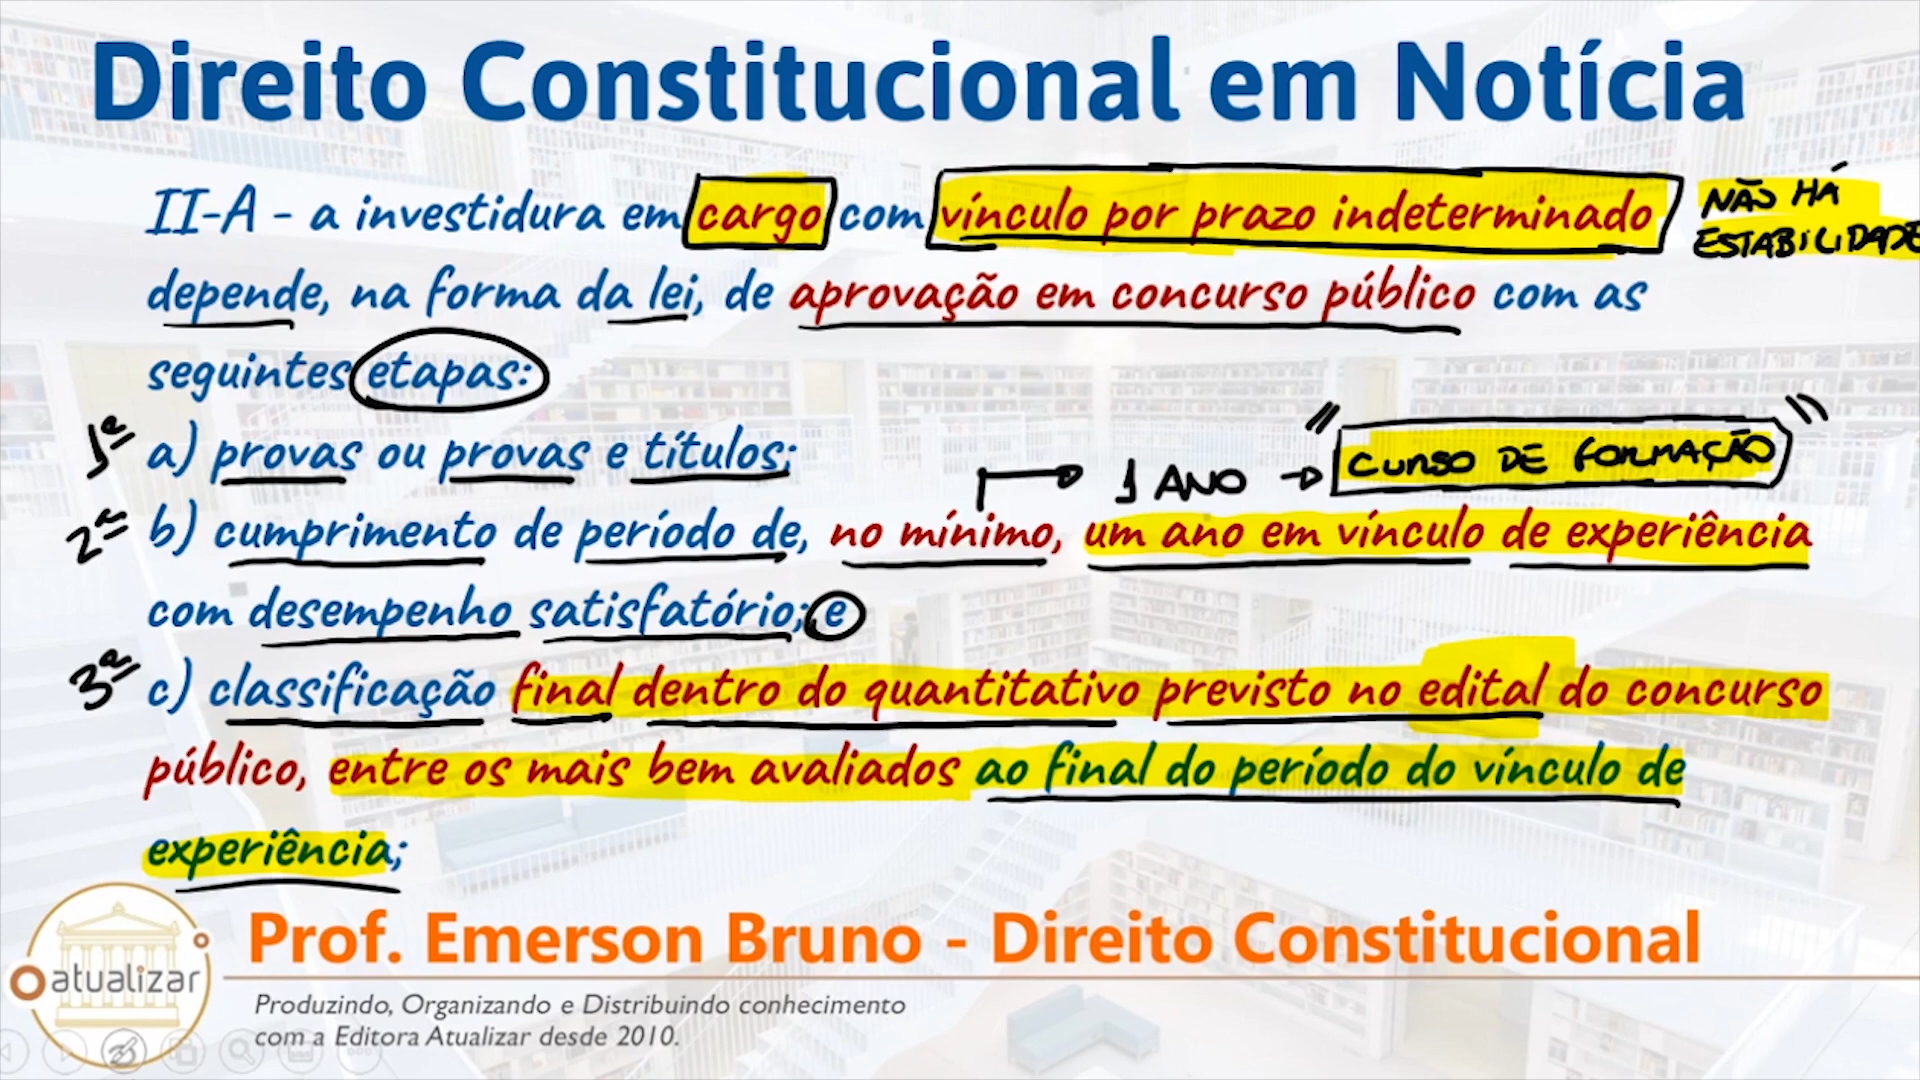 Direito Constitucional em Notícia
II-A - a investidura em cargo com vínculo por prazo indeterminado
NÃO HÁ
ESTABILIDADE
depende, na forma da lei, de aprovação em concurso público com as
seguintes etapas:
1ª a) provas ou provas e títulos;
1 ANO → "CURSO DE FORMAÇÃO"
2ª b) cumprimento de período de, no mínimo, um ano em vínculo de experiência
com desempenho satisfatório; e
3ª c) classificação final dentro do quantitativo previsto no edital do concurso
público, entre os mais bem avaliados ao final do período do vínculo de
experiência;
Prof. Emerson Bruno - Direito Constitucional
atualizar
Produzindo, Organizando e Distribuindo conhecimento
com a Editora Atualizar desde 2010.